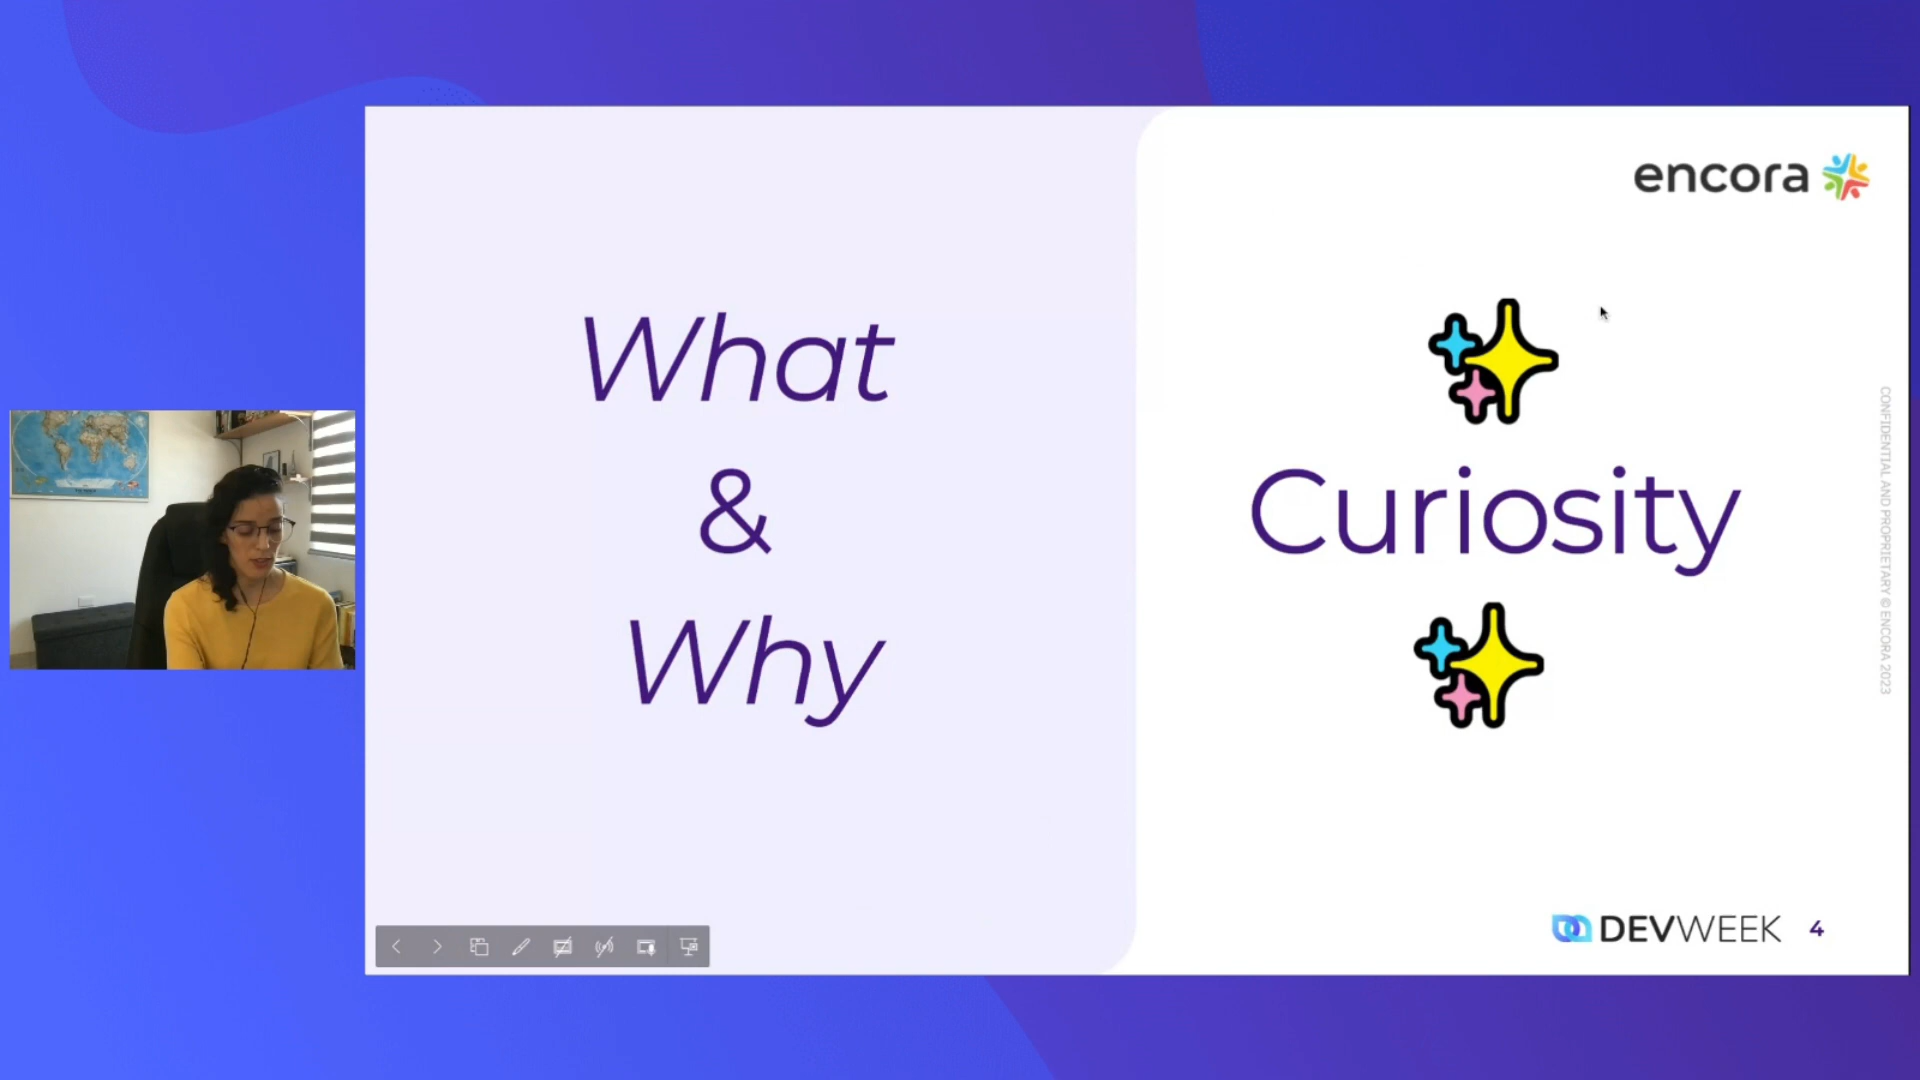 encora
What
&
Why
Curiosity
CONFIDENTIAL AND PROPRIETARY © ENCORA 2023
DEVWEEK 4